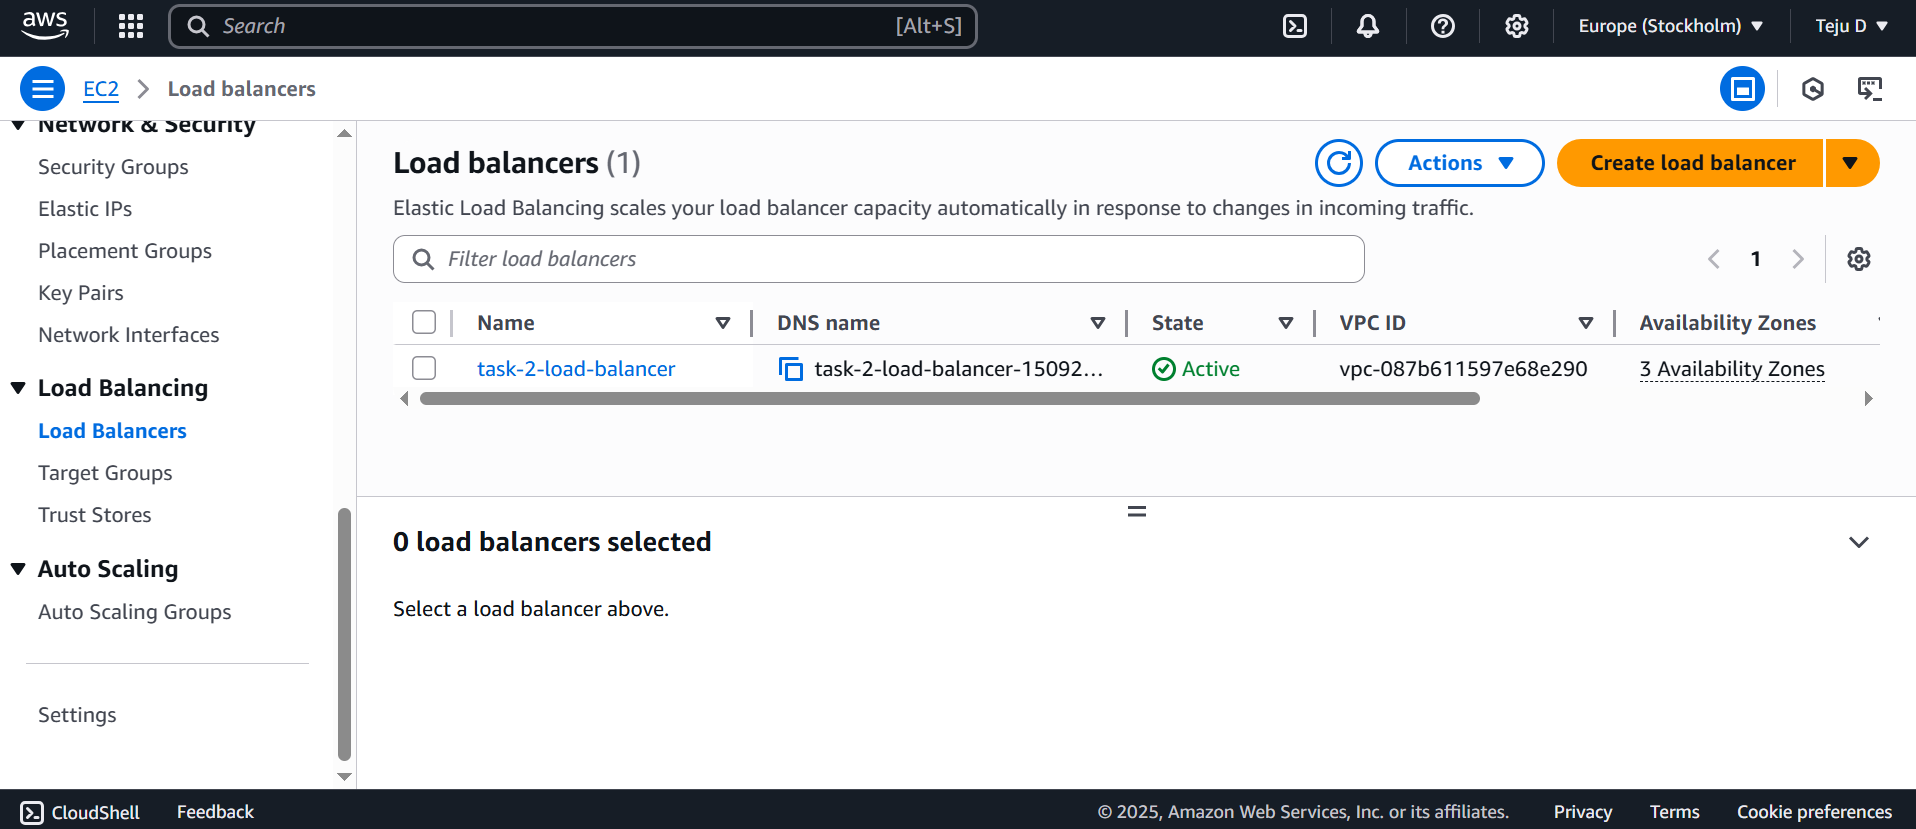 aws
Search [Alt+S]
Europe (Stockholm)
Teju D
EC2 Load balancers
Network & Security
Security Groups
Elastic IPs
Placement Groups
Key Pairs
Network Interfaces
Load Balancing
Load Balancers
Target Groups
Trust Stores
Auto Scaling
Auto Scaling Groups
Settings
Load balancers (1)
Actions
Create load balancer
Elastic Load Balancing scales your load balancer capacity automatically in response to changes in incoming traffic.
Filter load balancers
1
Name DNS name State VPC ID Availability Zones
task-2-load-balancer task-2-load-balancer-15092... Active vpc-087b611597e68e290 3 Availability Zones
0 load balancers selected
Select a load balancer above.
CloudShell Feedback © 2025, Amazon Web Services, Inc. or its affiliates. Privacy Terms Cookie preferences